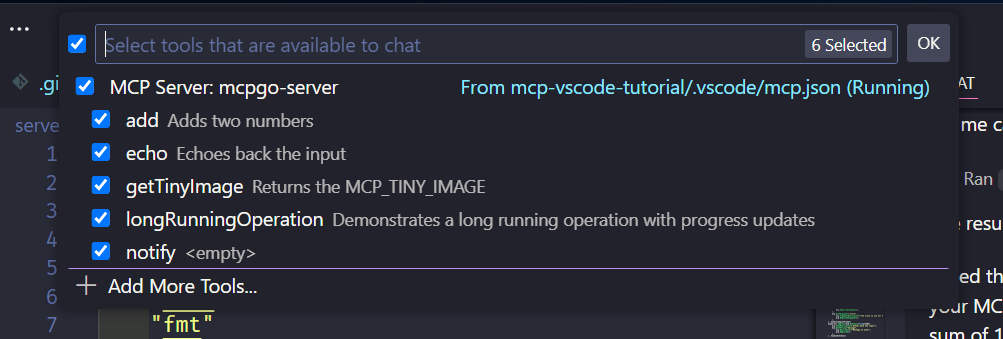 ...
Select tools that are available to chat
6 Selected
OK
.gi
MCP Server: mcpgo-server
From mcp-vscode-tutorial/.vscode/mcp.json (Running)
AT
add Adds two numbers
echo Echoes back the input
getTinyImage Returns the MCP_TINY_IMAGE
longRunningOperation Demonstrates a long running operation with progress updates
notify <empty>
Add More Tools...
serve
1
2
3
4
5
6
7
"fmt"
me ca
Ran
e resu
ed th
your MC
sum of 1